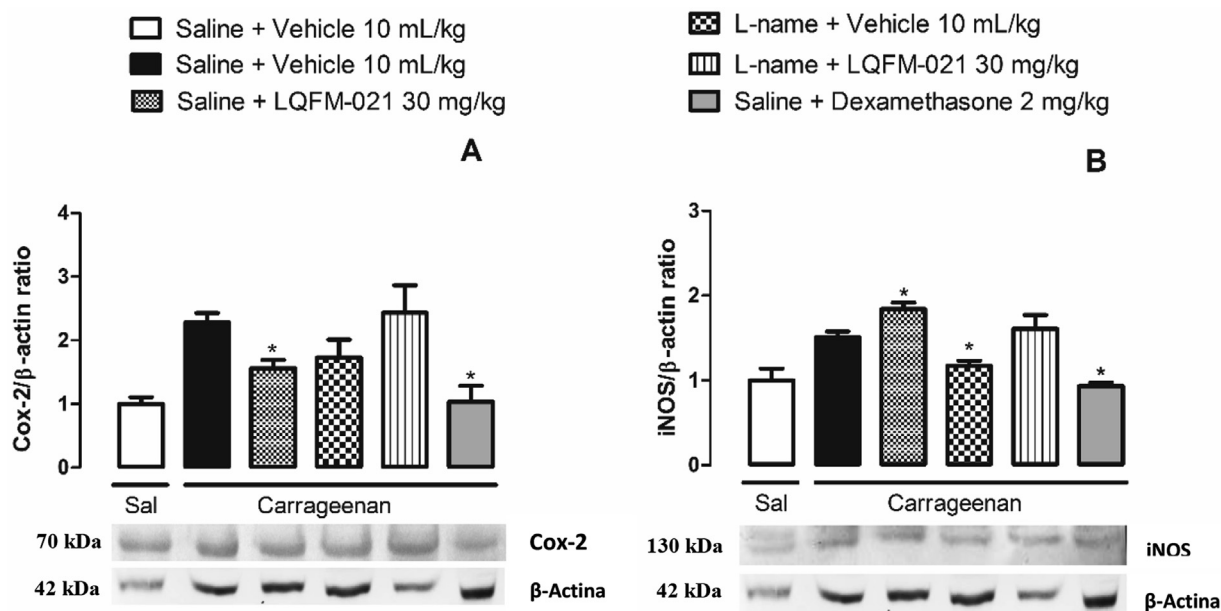 Saline + Vehicle 10 mL/kg
Saline + Vehicle 10 mL/kg
Saline + LQFM-021 30 mg/kg
L-name + Vehicle 10 mL/kg
L-name + LQFM-021 30 mg/kg
Saline + Dexamethasone 2 mg/kg
A
Cox-2/β-actin ratio
4
3
2
1
0
*
*
Sal
Carrageenan
70 kDa
Cox-2
42 kDa
β-Actina
B
iNOS/β-actin ratio
3
2
1
0
*
*
*
Sal
Carrageenan
130 kDa
iNOS
42 kDa
β-Actina